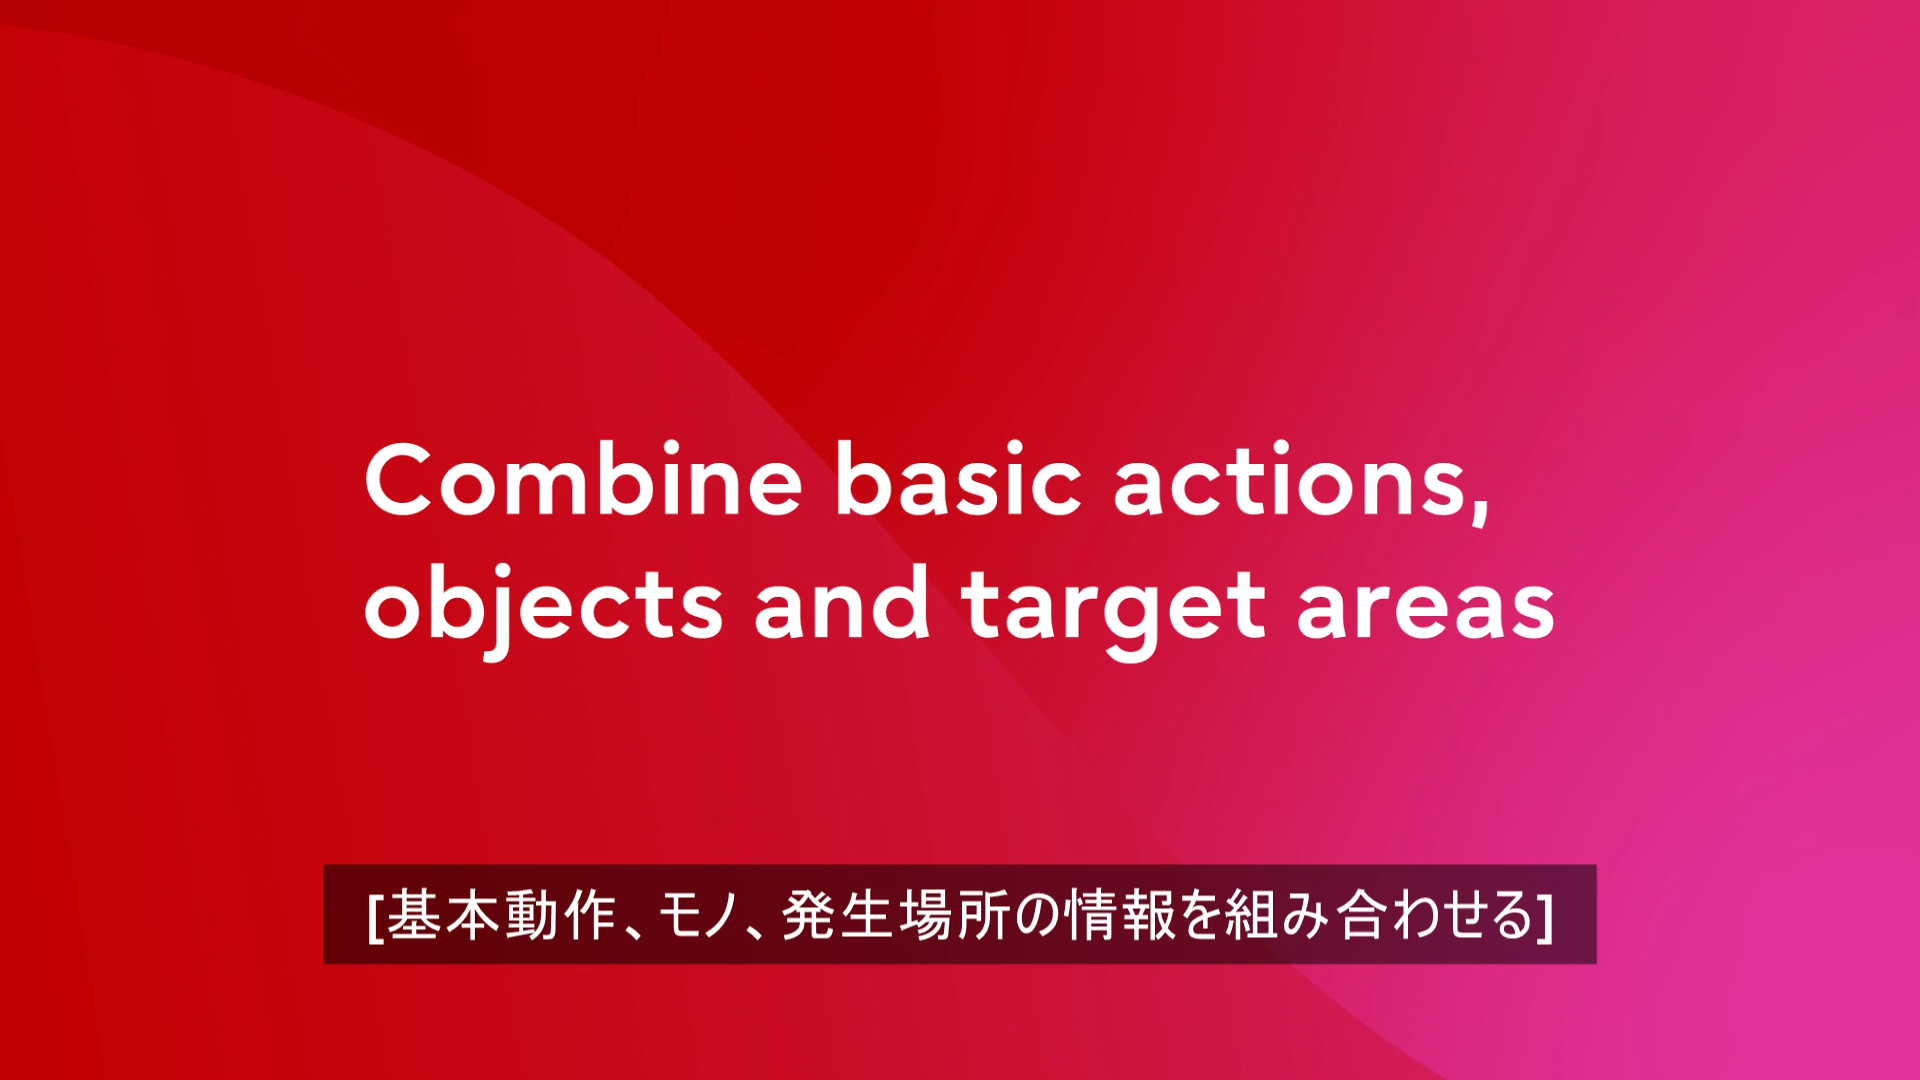 Combine basic actions,
objects and target areas
[基本動作、モノ、発生場所の情報を組み合わせる]